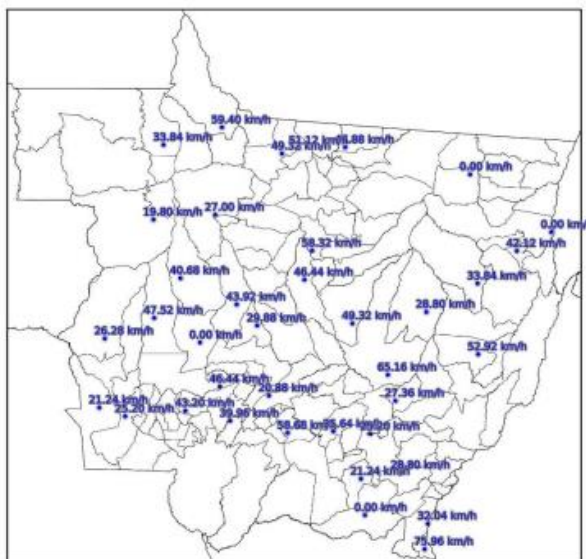 59.40 km/h
33.84 km/h
49.32 km/h
0.00 km/h
19.80 km/h
27.00 km/h
0.00 km/h
58.32 km/h
42.12 km/h
40.68 km/h
46.44 km/h
33.84 km/h
43.92 km/h
28.80 km/h
47.52 km/h
29.88 km/h
49.32 km/h
26.28 km/h
0.00 km/h
52.92 km/h
65.16 km/h
46.44 km/h
20.88 km/h
27.36 km/h
21.24 km/h
25.20 km/h
43.20 km/h
39.96 km/h
58.68 km/h
28.80 km/h
21.24 km/h
0.00 km/h
32.04 km/h
75.96 km/h